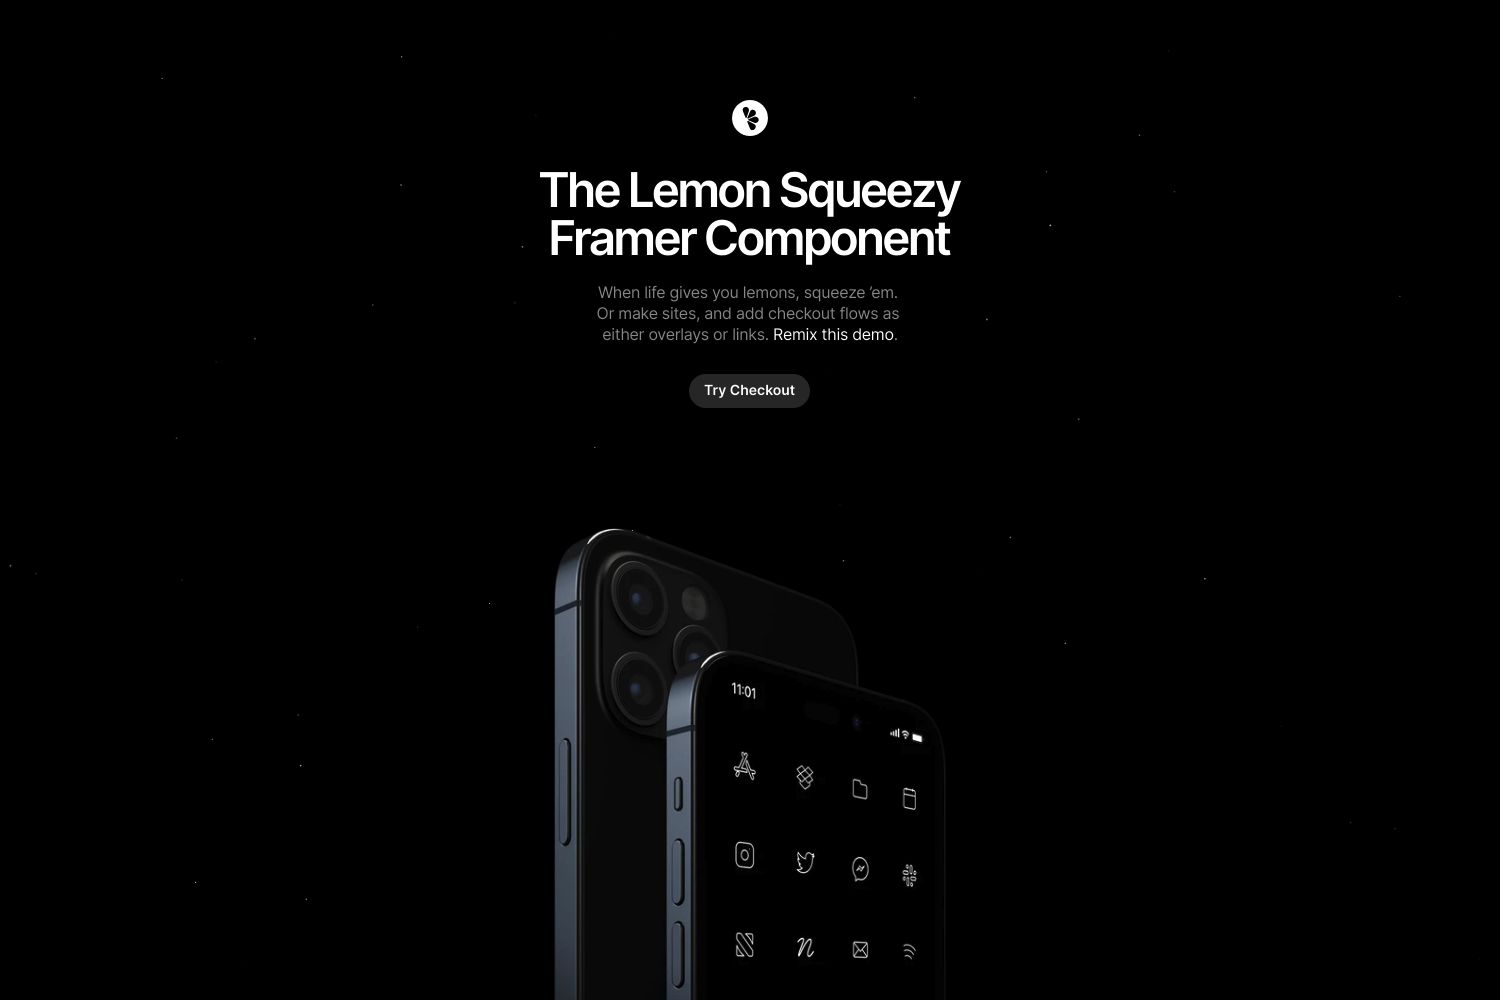 The Lemon Squeezy
Framer Component
When life gives you lemons, squeeze ’em.
Or make sites, and add checkout flows as
either overlays or links. Remix this demo.
Try Checkout
11:01